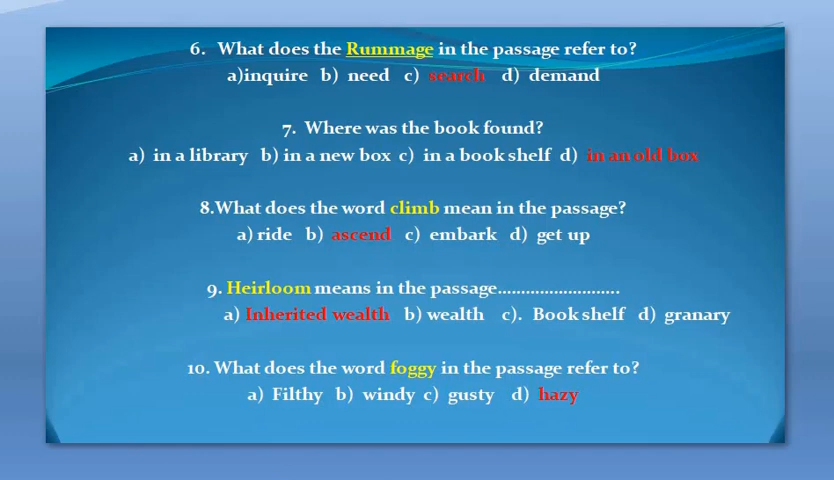 6. What does the Rummage in the passage refer to?
a)inquire b) need c) search d) demand
7. Where was the book found?
a) in a library b) in a new box c) in a book shelf d) in an old box
8.What does the word climb mean in the passage?
a) ride b) ascend c) embark d) get up
9. Heirloom means in the passage.........................
a) Inherited wealth b) wealth c). Book shelf d) granary
10. What does the word foggy in the passage refer to?
a) Filthy b) windy c) gusty d) hazy